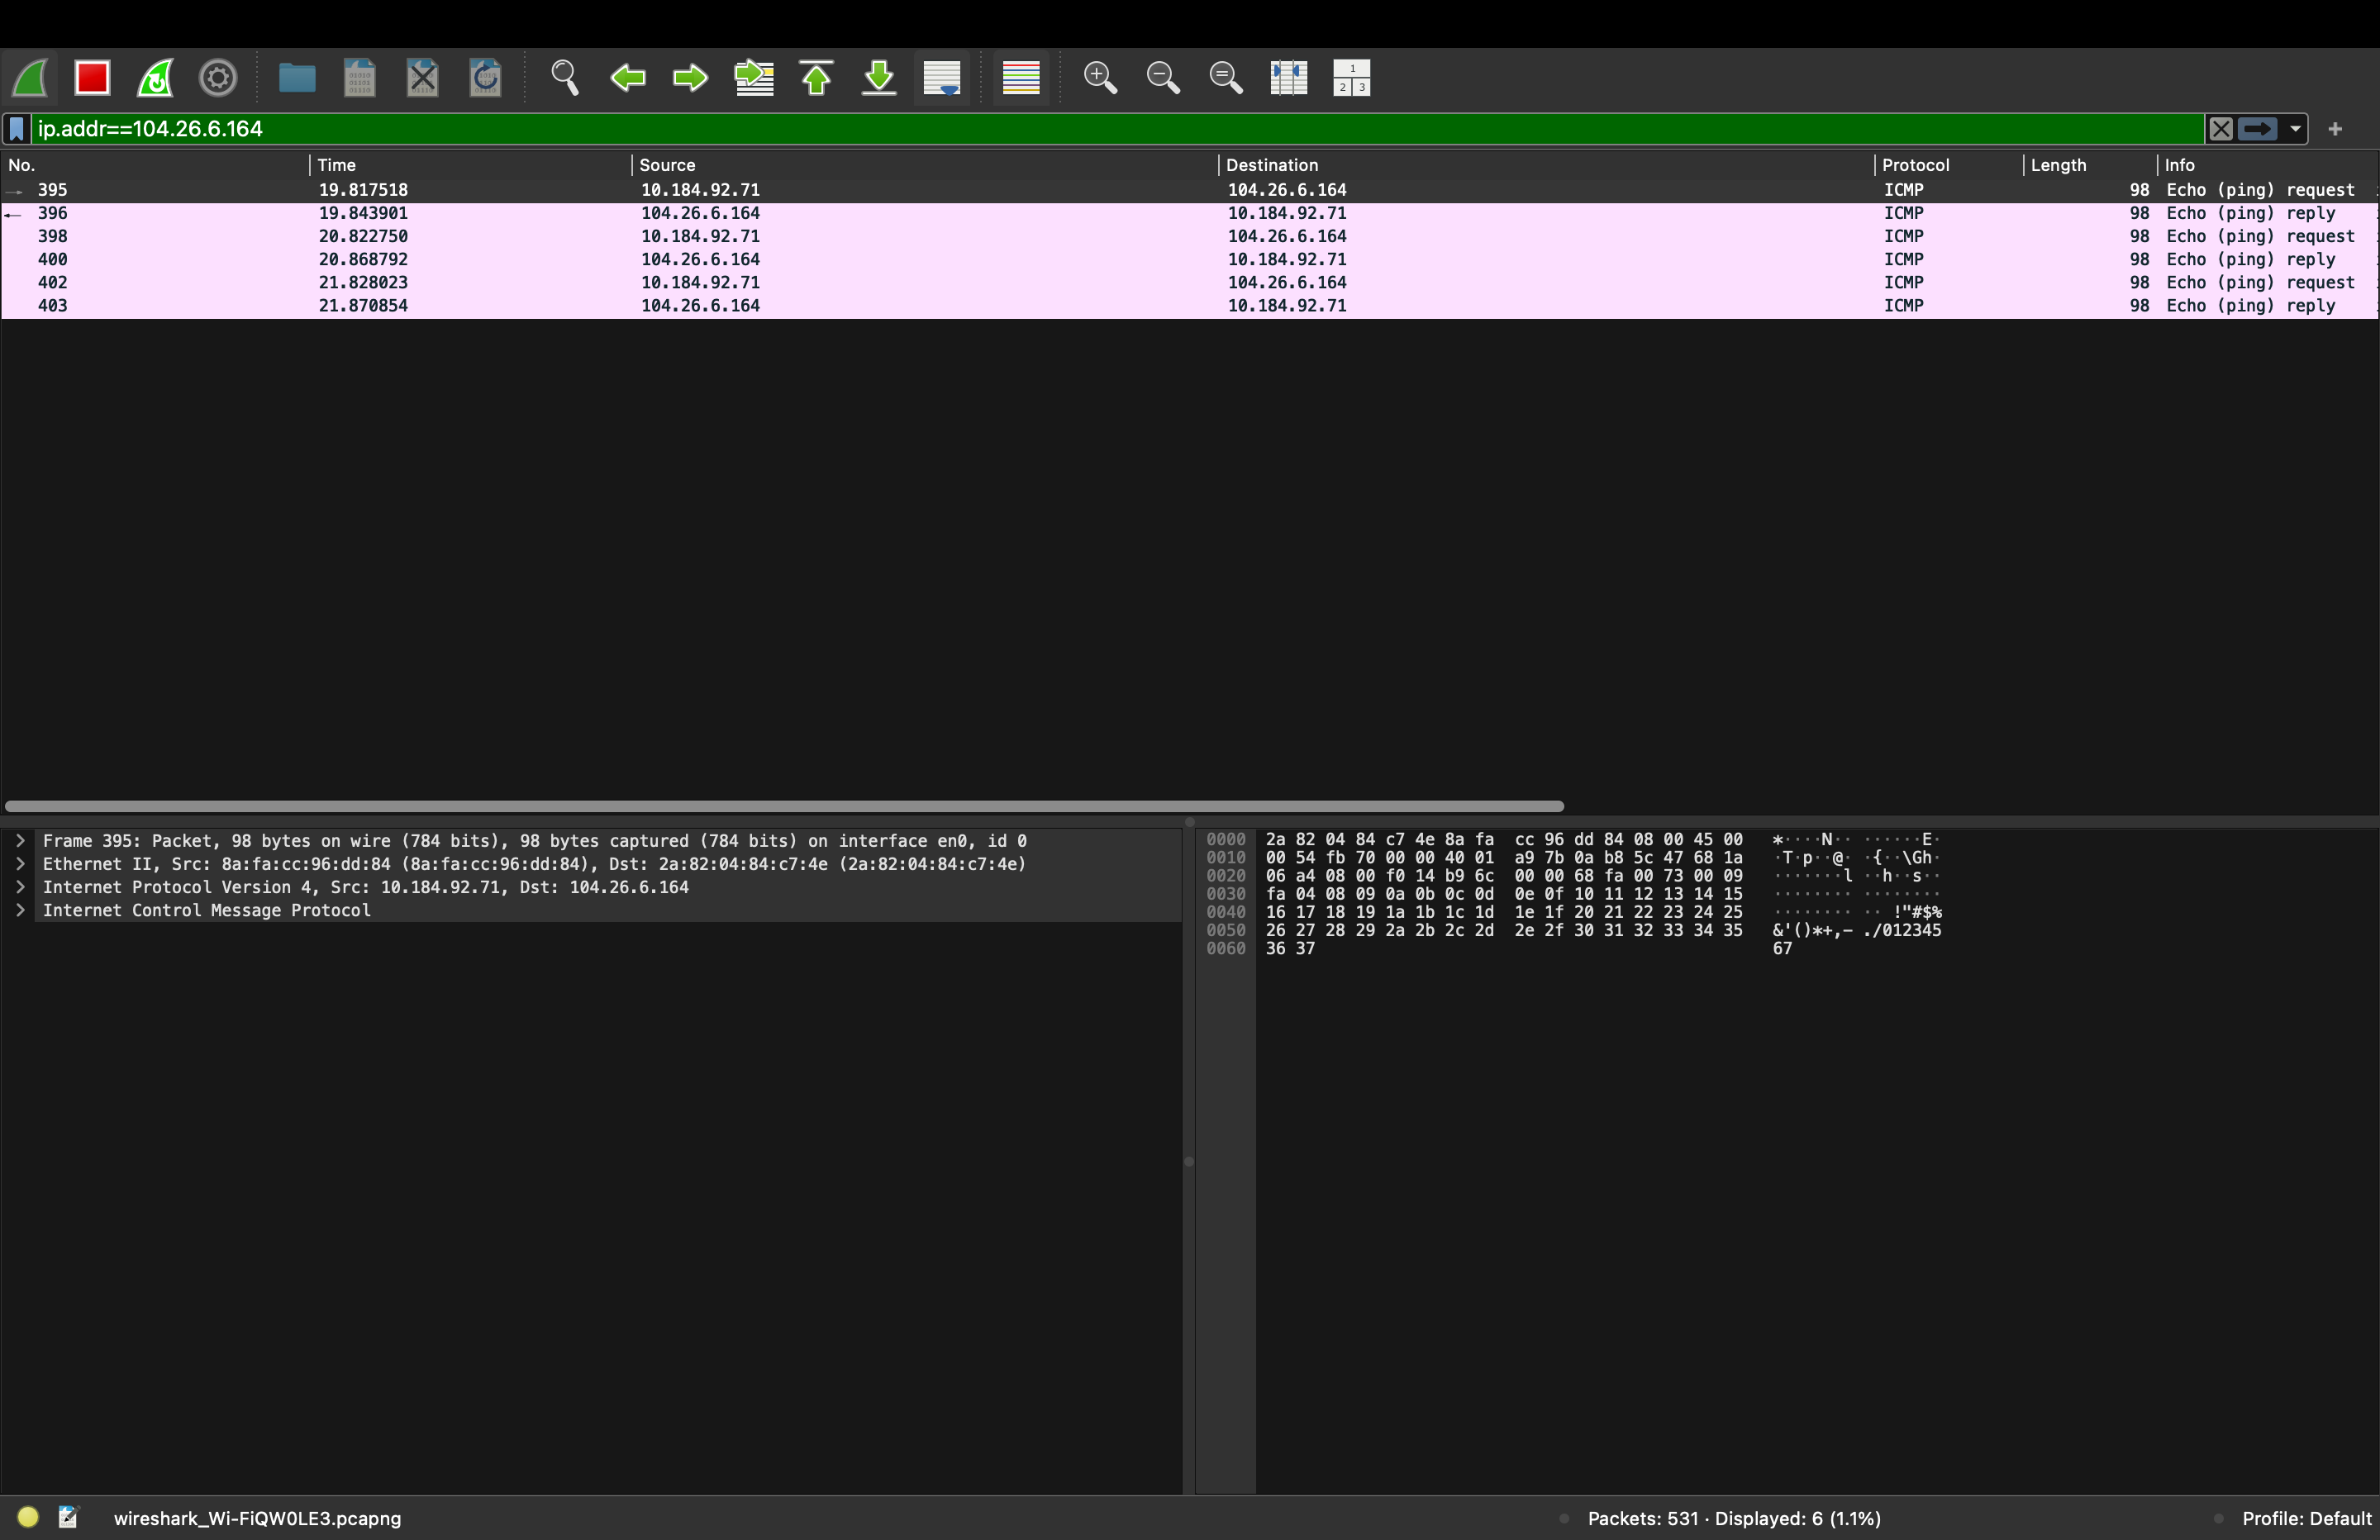 ip.addr==104.26.6.164
No. Time Source Destination Protocol Length Info
395 19.817518 10.184.92.71 104.26.6.164 ICMP 98 Echo (ping) request
396 19.843901 104.26.6.164 10.184.92.71 ICMP 98 Echo (ping) reply
398 20.822750 10.184.92.71 104.26.6.164 ICMP 98 Echo (ping) request
400 20.868792 104.26.6.164 10.184.92.71 ICMP 98 Echo (ping) reply
402 21.828023 10.184.92.71 104.26.6.164 ICMP 98 Echo (ping) request
403 21.870854 104.26.6.164 10.184.92.71 ICMP 98 Echo (ping) reply
Frame 395: Packet, 98 bytes on wire (784 bits), 98 bytes captured (784 bits) on interface en0, id 0
Ethernet II, Src: 8a:fa:cc:96:dd:84 (8a:fa:cc:96:dd:84), Dst: 2a:82:04:84:c7:4e (2a:82:04:84:c7:4e)
Internet Protocol Version 4, Src: 10.184.92.71, Dst: 104.26.6.164
Internet Control Message Protocol
0000 2a 82 04 84 c7 4e 8a fa cc 96 dd 84 08 00 45 00 *····N·· ······E·
0010 00 54 fb 70 00 00 40 01 a9 7b 0a b8 5c 47 68 1a ·T·p··@· ·{··\Gh·
0020 06 a4 08 00 f0 14 b9 6c 00 00 68 fa 00 73 00 09 ·······l ··h··s··
0030 fa 04 08 09 0a 0b 0c 0d 0e 0f 10 11 12 13 14 15 ········ ········
0040 16 17 18 19 1a 1b 1c 1d 1e 1f 20 21 22 23 24 25 ········ ·· !"#$%
0050 26 27 28 29 2a 2b 2c 2d 2e 2f 30 31 32 33 34 35 &'()*+,- ./012345
0060 36 37 67
wireshark_Wi-FiQW0LE3.pcapng
Packets: 531 · Displayed: 6 (1.1%)
Profile: Default